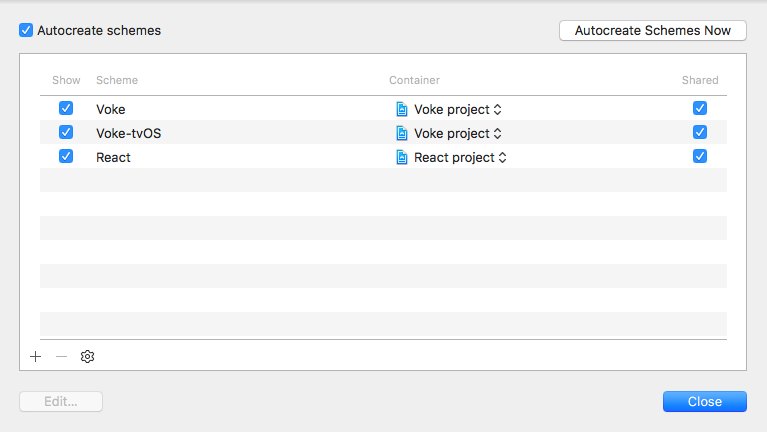 Autocreate schemes Autocreate Schemes Now
Show Scheme Container Shared
Voke Voke project
Voke-tvOS Voke project
React React project
Edit... Close